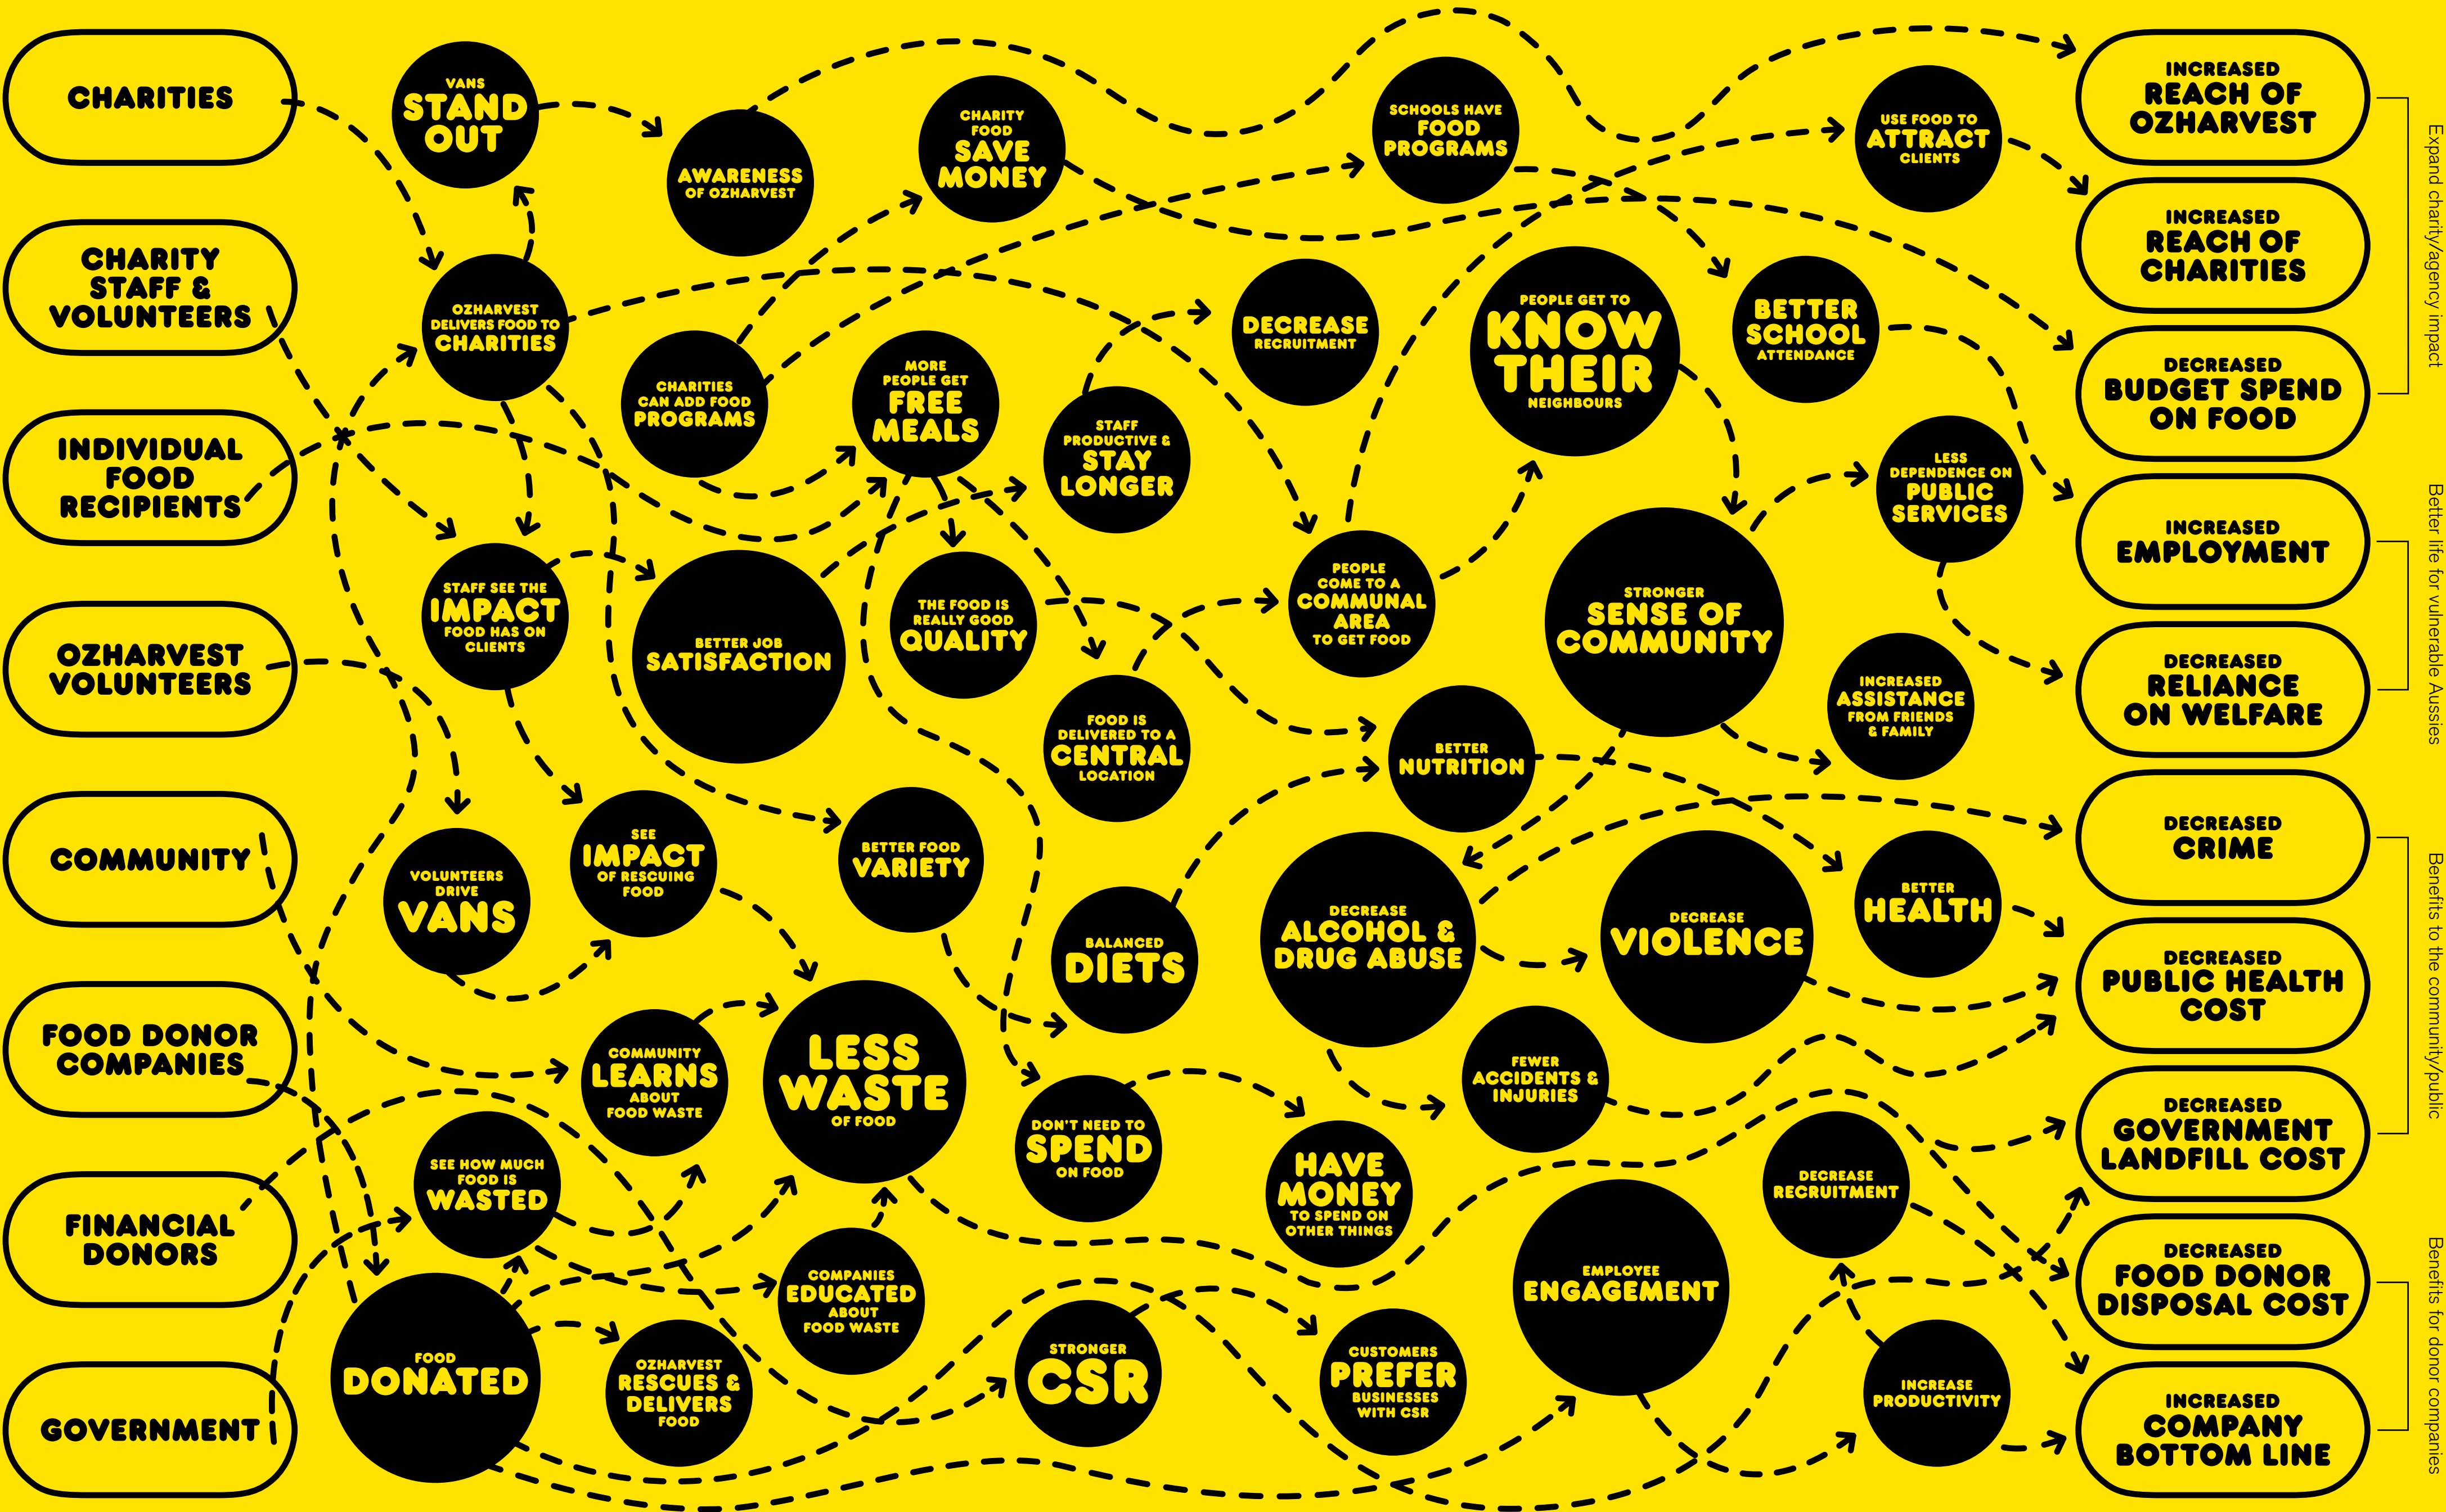 CHARITIES
CHARITY
STAFF &
VOLUNTEERS
INDIVIDUAL
FOOD
RECIPIENTS
OZHARVEST
VOLUNTEERS
COMMUNITY
FOOD DONOR
COMPANIES
FINANCIAL
DONORS
GOVERNMENT
VANS
STAND
OUT
OZHARVEST
DELIVERS FOOD TO
CHARITIES
STAFF SEE THE
IMPACT
FOOD HAS ON
CLIENTS
VOLUNTEERS
DRIVE
VANS
SEE HOW MUCH
FOOD IS
WASTED
FOOD
DONATED
AWARENESS
OF OZHARVEST
CHARITIES
CAN ADD FOOD
PROGRAMS
BETTER JOB
SATISFACTION
SEE
IMPACT
OF RESCUING
FOOD
COMMUNITY
LEARNS
ABOUT
FOOD WASTE
OZHARVEST
RESCUES &
DELIVERS
FOOD
CHARITY
FOOD
SAVE
MONEY
MORE
PEOPLE GET
FREE
MEALS
THE FOOD IS
REALLY GOOD
QUALITY
BETTER FOOD
VARIETY
LESS
WASTE
OF FOOD
COMPANIES
EDUCATED
ABOUT
FOOD WASTE
STAFF
PRODUCTIVE &
STAY
LONGER
FOOD IS
DELIVERED TO A
CENTRAL
LOCATION
BALANCED
DIETS
DON'T NEED TO
SPEND
ON FOOD
STRONGER
CSR
SCHOOLS HAVE
FOOD
PROGRAMS
DECREASE
RECRUITMENT
PEOPLE
COME TO A
COMMUNAL
AREA
TO GET FOOD
BETTER
NUTRITION
DECREASE
ALCOHOL &
DRUG ABUSE
HAVE
MONEY
TO SPEND ON
OTHER THINGS
CUSTOMERS
PREFER
BUSINESSES
WITH CSR
PEOPLE GET TO
KNOW
THEIR
NEIGHBOURS
STRONGER
SENSE OF
COMMUNITY
DECREASE
VIOLENCE
FEWER
ACCIDENTS &
INJURIES
EMPLOYEE
ENGAGEMENT
USE FOOD TO
ATTRACT
CLIENTS
BETTER
SCHOOL
ATTENDANCE
LESS
DEPENDENCE ON
PUBLIC
SERVICES
INCREASED
ASSISTANCE
FROM FRIENDS
& FAMILY
BETTER
HEALTH
DECREASE
RECRUITMENT
INCREASE
PRODUCTIVITY
INCREASED
REACH OF
OZHARVEST
INCREASED
REACH OF
CHARITIES
DECREASED
BUDGET SPEND
ON FOOD
INCREASED
EMPLOYMENT
DECREASED
RELIANCE
ON WELFARE
DECREASED
CRIME
DECREASED
PUBLIC HEALTH
COST
DECREASED
GOVERNMENT
LANDFILL COST
DECREASED
FOOD DONOR
DISPOSAL COST
INCREASED
COMPANY
BOTTOM LINE
Expand charity/agency impact
Better life for vulnerable Aussies
Benefits to the community/public
Benefits for donor companies